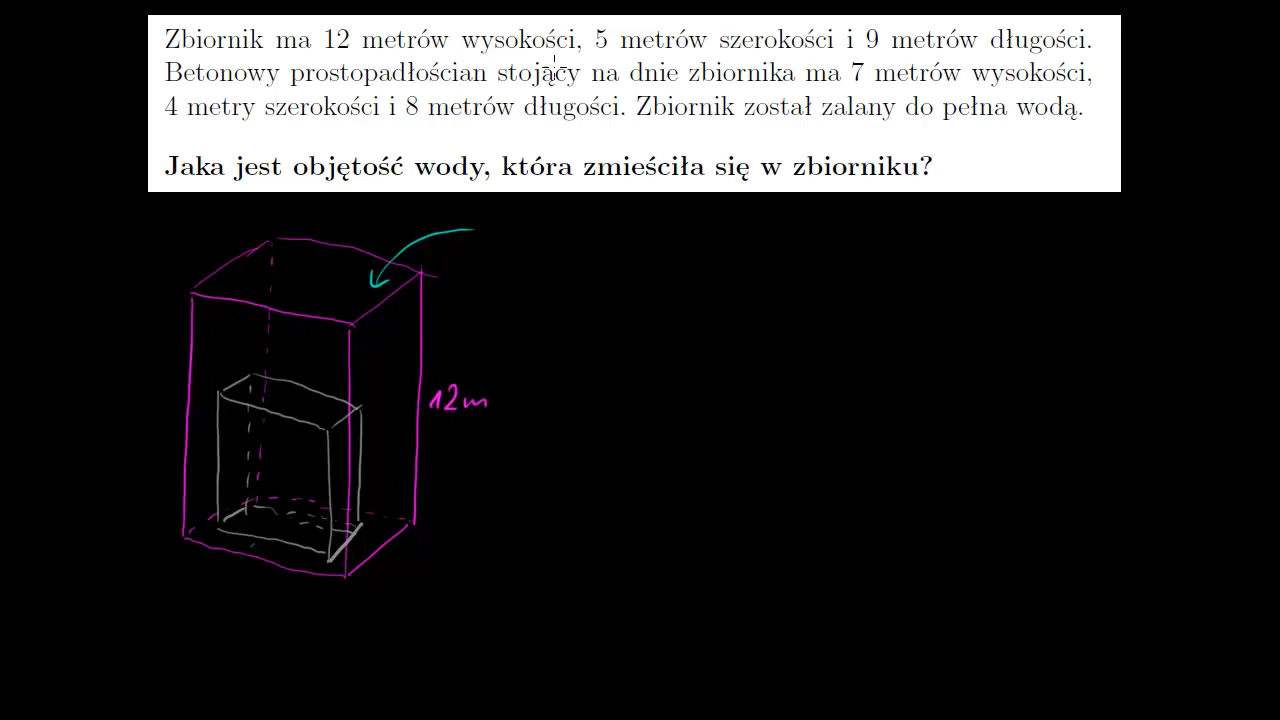 Zbiornik ma 12 metrów wysokości, 5 metrów szerokości i 9 metrów długości.
Betonowy prostopadłościan stojący na dnie zbiornika ma 7 metrów wysokości,
4 metry szerokości i 8 metrów długości. Zbiornik został zalany do pełna wodą.
Jaka jest objętość wody, która zmieściła się w zbiorniku?
12m